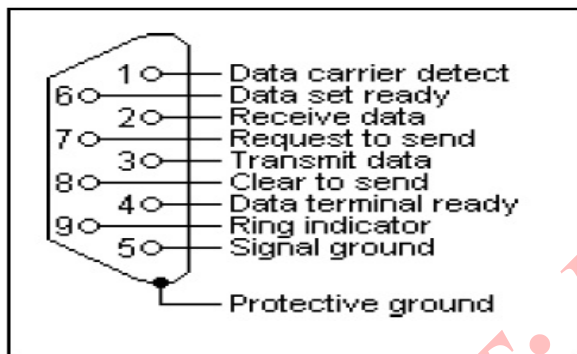 1 Data carrier detect
6 Data set ready
2 Receive data
7 Request to send
3 Transmit data
8 Clear to send
4 Data terminal ready
9 Ring indicator
5 Signal ground
Protective ground